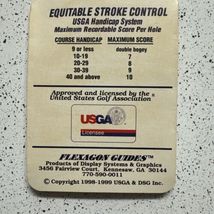 EQUITABLE STROKE CONTROL
USGA Handicap System
Maximum Recordable Score Per Hole
COURSE HANDICAP MAXIMUM SCORE
9 or less double bogey
10-19 7
20-29 8
30-39 9
40 and above 10
Approved and licensed by the
United States Golf Association
USGA
Licensee
FLEXAGON GUIDES™
Products of Display Systems & Graphics
3456 Fairview Court, Kennesaw, GA 30144
770-590-0011
© Copyright 1998-1999 USGA & DSG Inc.